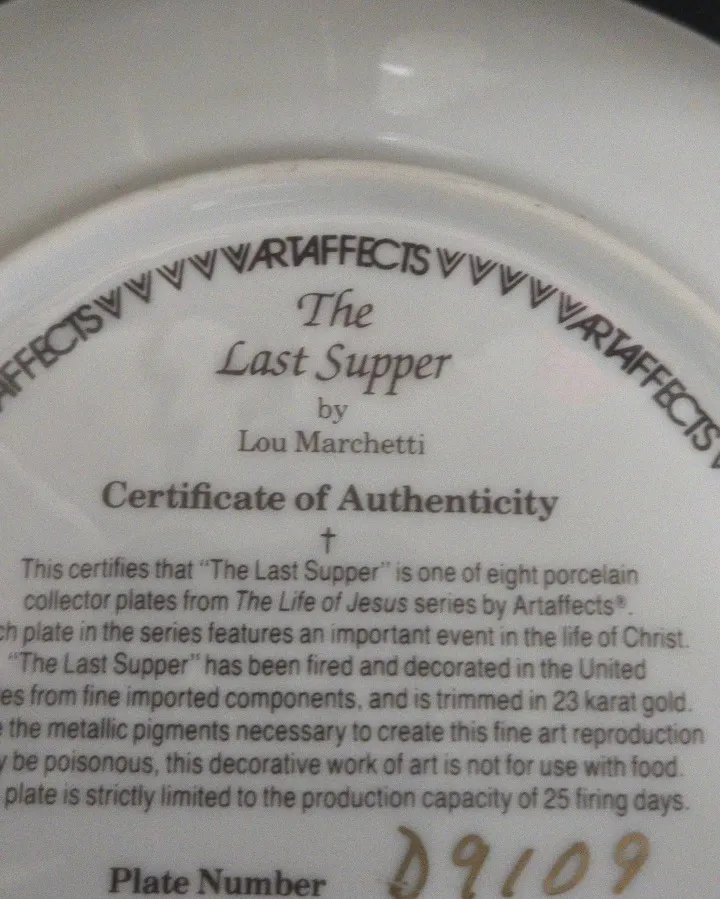 ARTAFFECTS
The
Last Supper
by
Lou Marchetti
Certificate of Authenticity
†
This certifies that "The Last Supper" is one of eight porcelain
collector plates from The Life of Jesus series by Artaffects®.
plate in the series features an important event in the life of Christ.
"The Last Supper" has been fired and decorated in the United
from fine imported components, and is trimmed in 23 karat gold.
the metallic pigments necessary to create this fine art reproduction
be poisonous, this decorative work of art is not for use with food.
plate is strictly limited to the production capacity of 25 firing days.
Plate Number D9109
AFFECTS
ARTAFFECTS